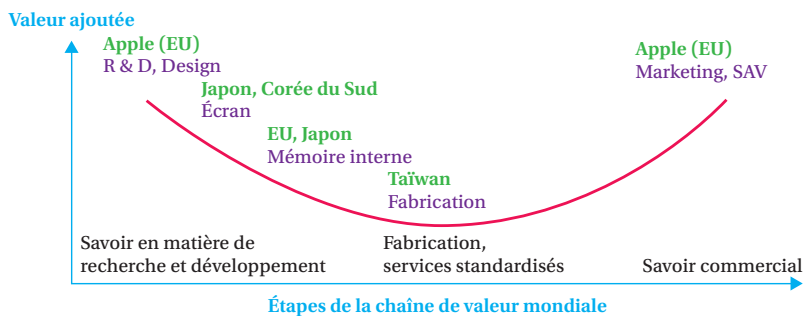 Valeur ajoutée
Apple (EU)
R & D, Design
Japon, Corée du Sud
Écran
EU, Japon
Mémoire interne
Taïwan
Fabrication
Apple (EU)
Marketing, SAV
Savoir en matière de
recherche et développement
Fabrication,
services standardisés
Savoir commercial
Étapes de la chaîne de valeur mondiale